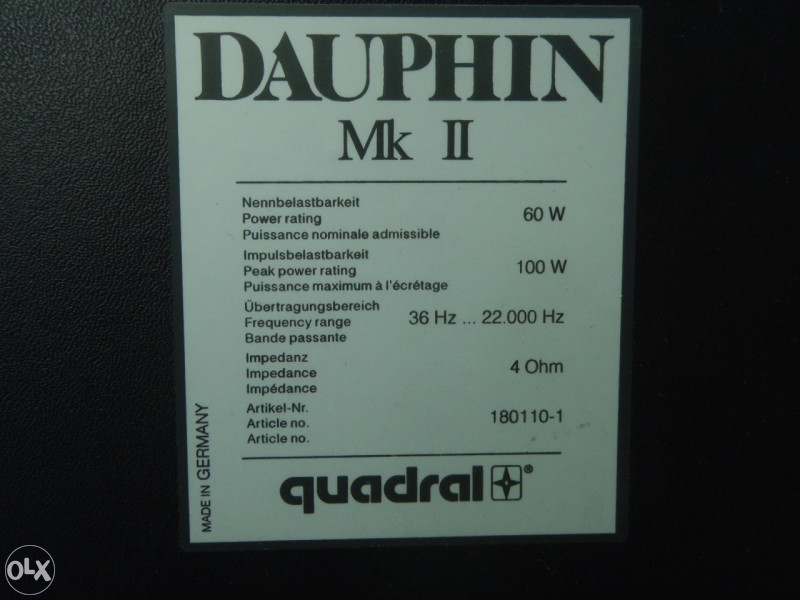 DAUPHIN
Mk II
Nennbelastbarkeit
Power rating 60 W
Puissance nominale admissible
Impulsbelastbarkeit
Peak power rating 100 W
Puissance maximum à l'écrétage
Übertragungsbereich
Frequency range 36 Hz ... 22.000 Hz
Bande passante
Impedanz
Impedance 4 Ohm
Impédance
Artikel-Nr.
Article no. 180110-1
Article no.
MADE IN GERMANY
quadral®
OLX